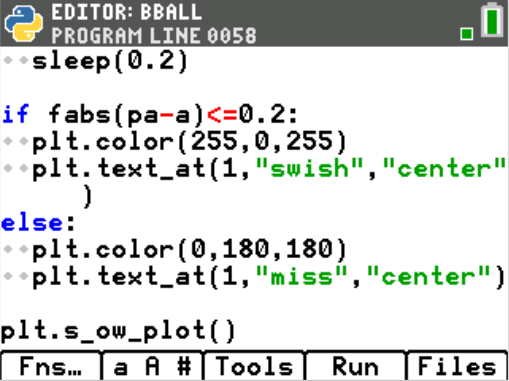 EDITOR: BBALL
PROGRAM LINE 0058
sleep(0.2)
if fabs(pa-a)<=0.2:
plt.color(255,0,255)
plt.text_at(1,"swish","center"
)
else:
plt.color(0,180,180)
plt.text_at(1,"miss","center")
plt.s_ow_plot()
Fns… a A # Tools Run Files